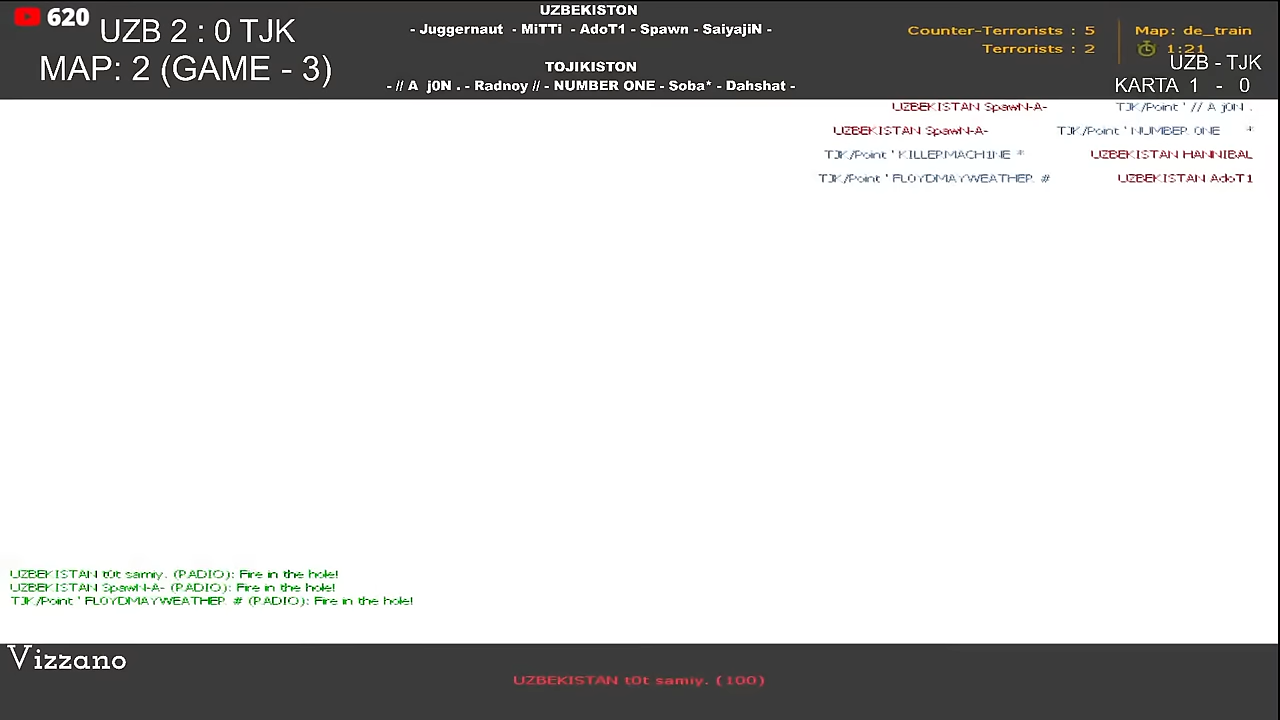 620
UZB 2 : 0 TJK
MAP: 2 (GAME - 3)
UZBEKISTON
- Juggernaut - MiTTi - AdoT1 - Spawn - SaiyajiN -
TOJIKISTON
- // A j0N . - Radnoy // - NUMBER ONE - Soba* - Dahshat -
Counter-Terrorists : 5
Terrorists : 2
Map: de_train
1:21
UZB - TJK
KARTA 1 - 0
UZBEKISTAN SpawN-A- TJK/Point ' // A j0N .
UZBEKISTAN SpawN-A- TJK/Point ' NUMBER ONE *
TJK/Point ' KILLERMACH1NE * UZBEKISTAN HANNIBAL
TJK/Point ' FL0YDMAYWEATHER # UZBEKISTAN AdoT1
UZBEKISTAN t0t samiy. (RADIO): Fire in the hole!
UZBEKISTAN SpawN-A- (RADIO): Fire in the hole!
TJK/Point ' FL0YDMAYWEATHER # (RADIO): Fire in the hole!
Vizzano
UZBEKISTAN t0t samiy. (100)